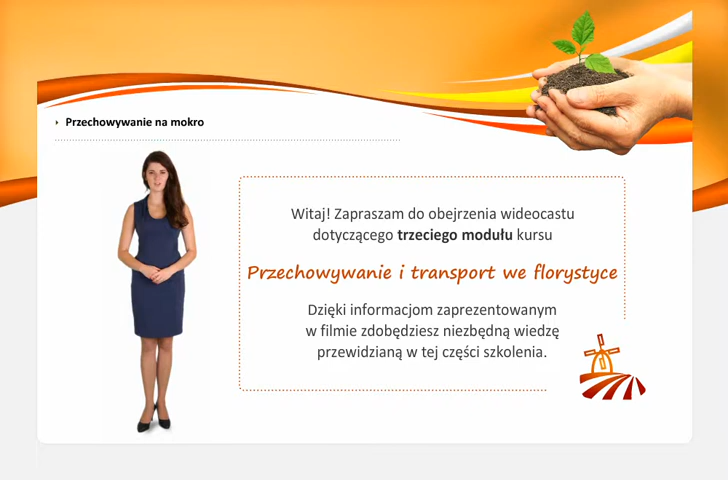 Przechowywanie na mokro
Witaj! Zapraszam do obejrzenia wideocastu
dotyczącego trzeciego modułu kursu
Przechowywanie i transport we florystyce
Dzięki informacjom zaprezentowanym
w filmie zdobędziesz niezbędną wiedzę
przewidzianą w tej części szkolenia.